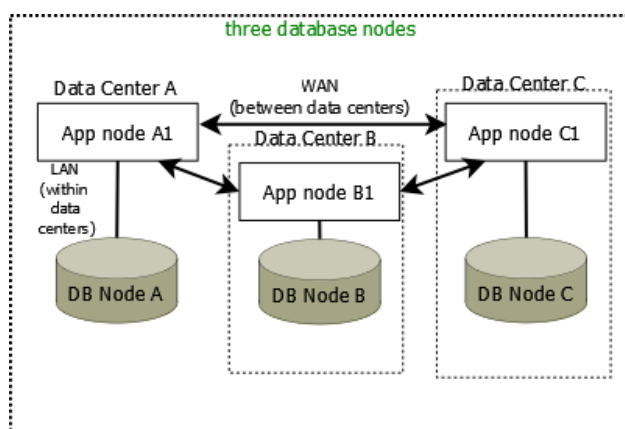 three database nodes
Data Center A
WAN
(between data centers)
Data Center C
App node A1
App node C1
Data Center B
LAN
(within
data
centers)
App node B1
DB Node A
DB Node B
DB Node C